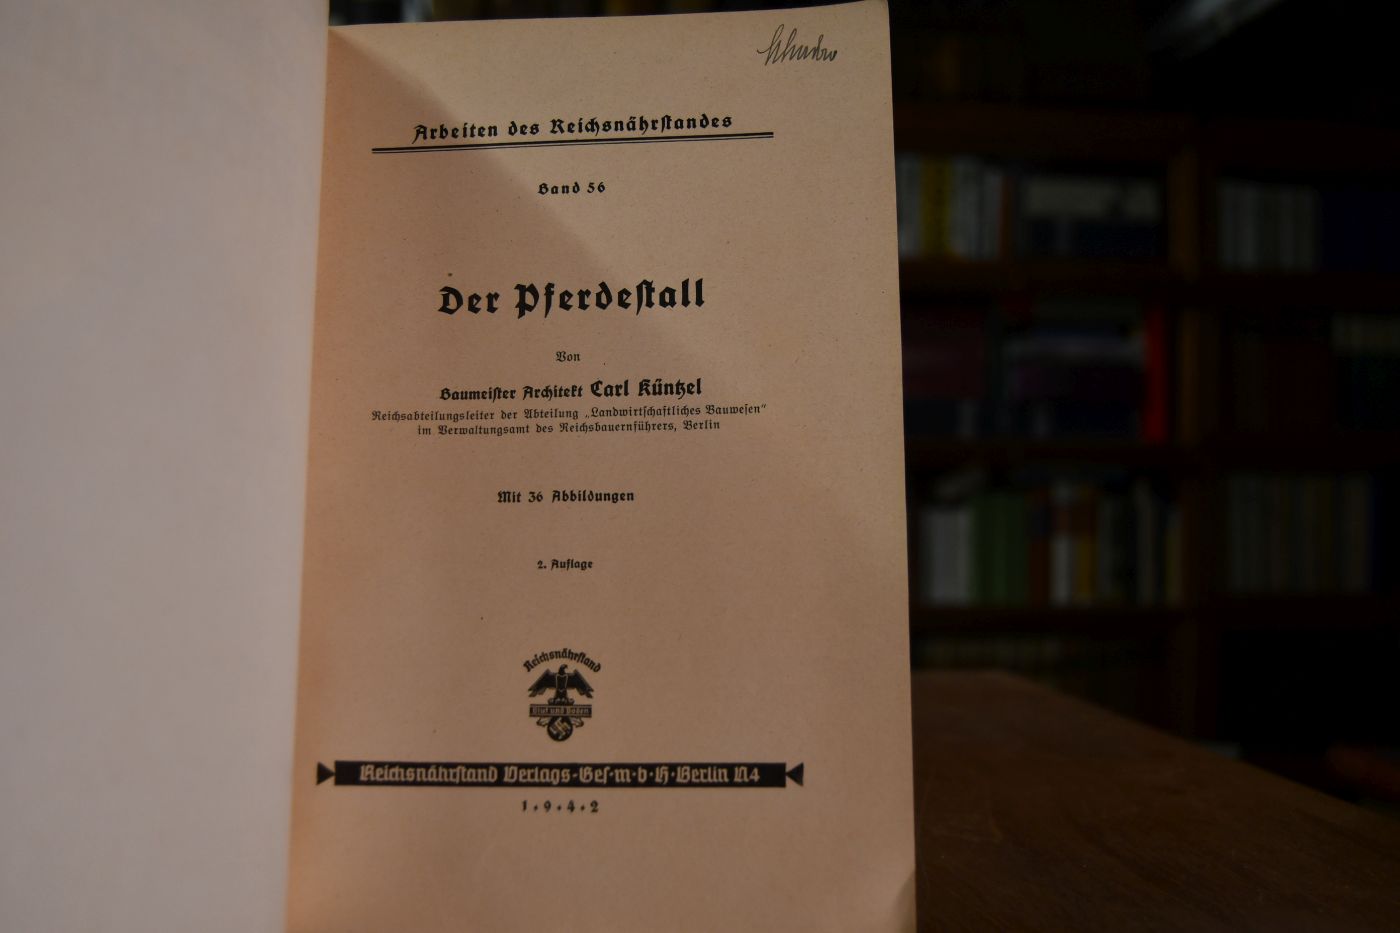 Arbeiten des Reichsnährstandes
Band 56
Der Pferdestall
Von
Baumeister Architekt Carl Küntzel
Reichsabteilungsleiter der Abteilung „Landwirtschaftliches Bauwesen“
im Verwaltungsamt des Reichsbauernführers, Berlin
Mit 36 Abbildungen
2. Auflage
Reichsnährstand
Blut und Boden
Reichsnährstand Verlags-Ges·m·b·H·Berlin N4
1·9·4·2